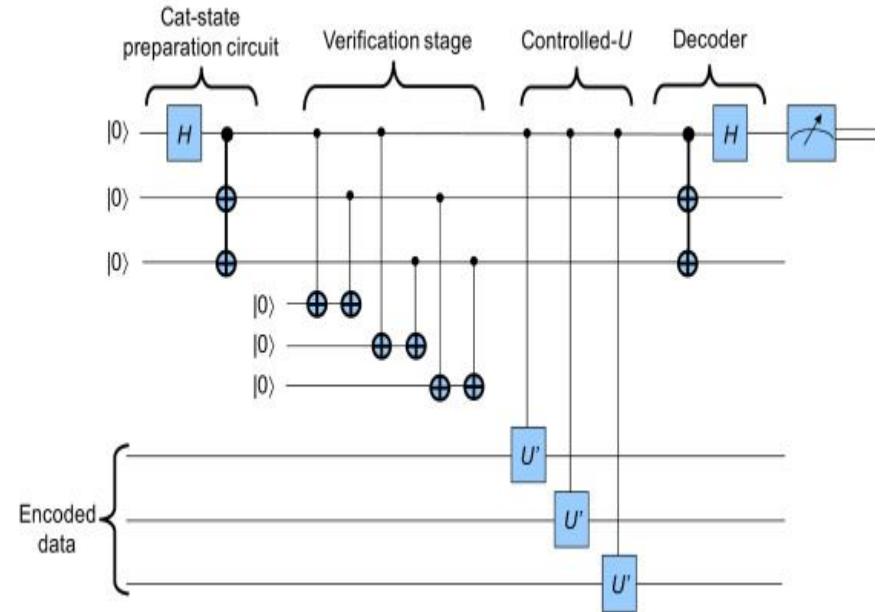 Cat-state
preparation circuit
Verification stage
Controlled-U
Decoder
|0⟩ H H
|0⟩
|0⟩
|0⟩
|0⟩
|0⟩
U'
U'
U'
Encoded
data